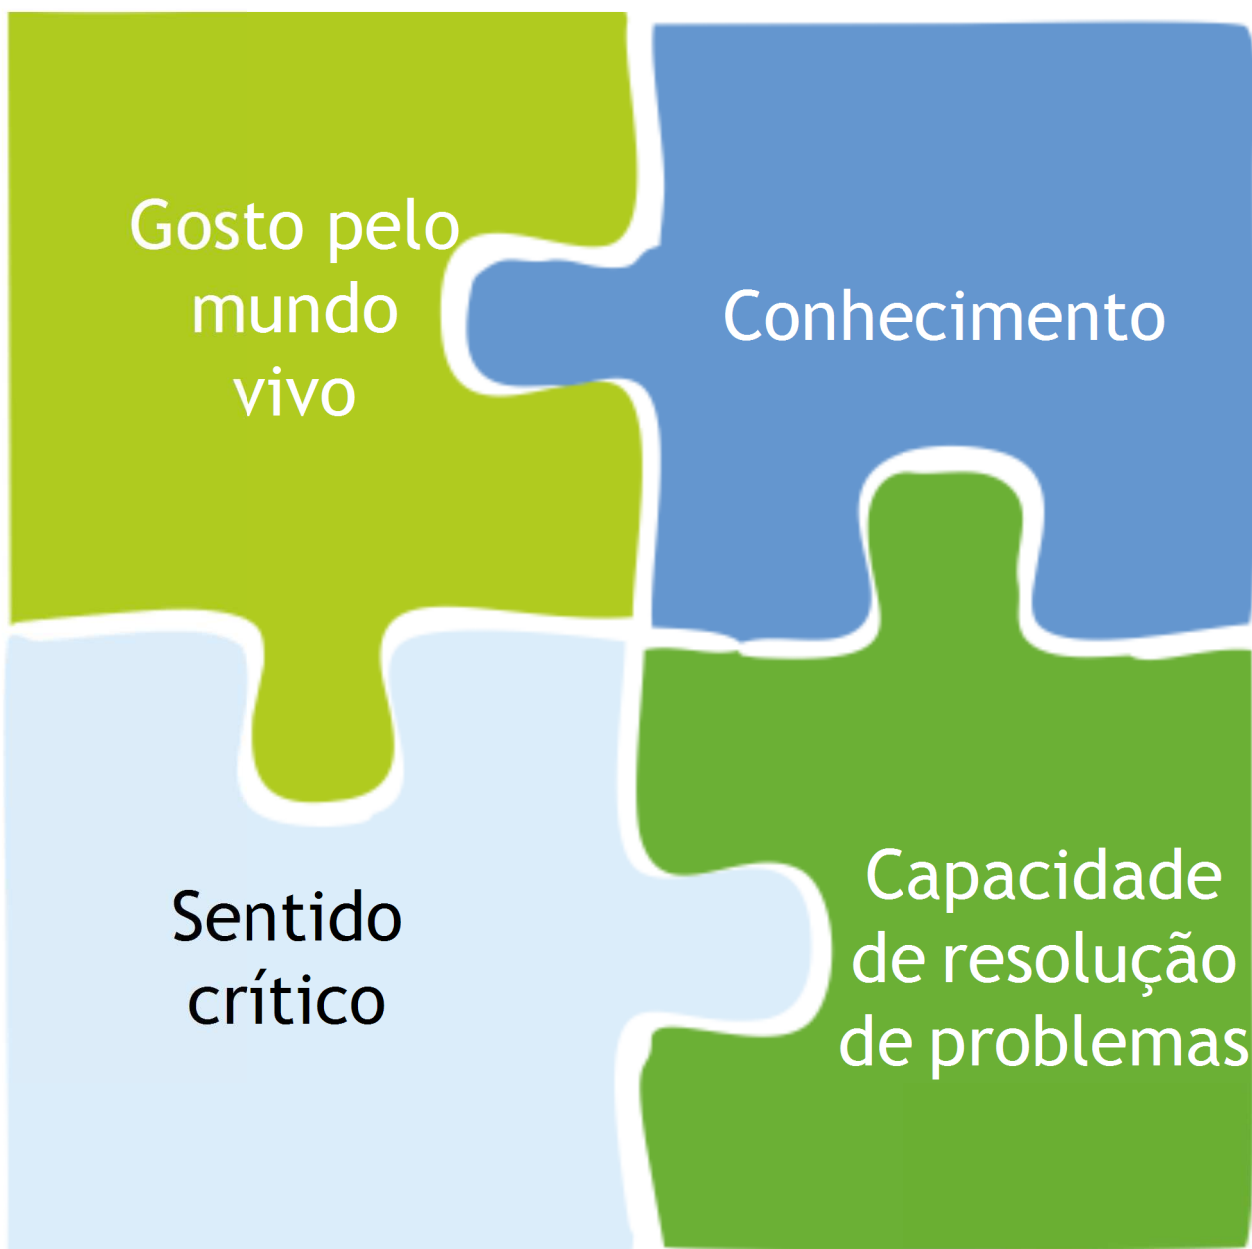 Gosto pelo
mundo
vivo
Conhecimento
Sentido
crítico
Capacidade
de resolução
de problemas